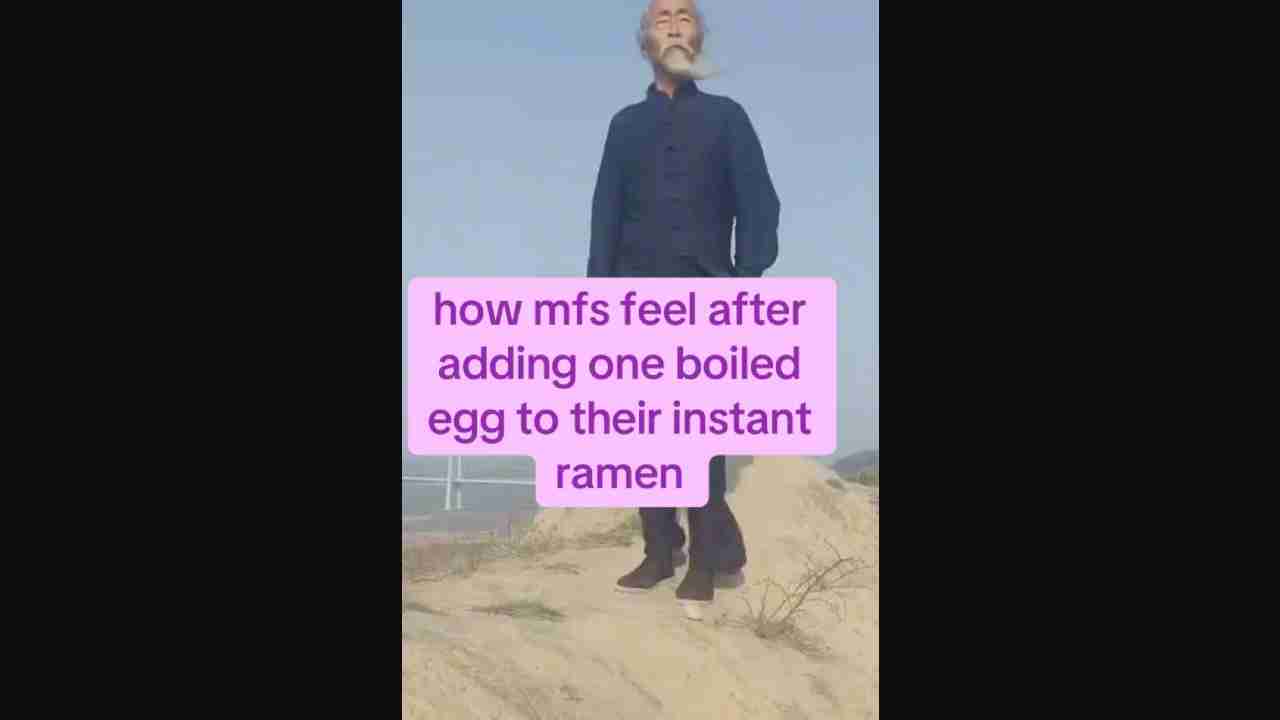 how mfs feel after
adding one boiled
egg to their instant
ramen